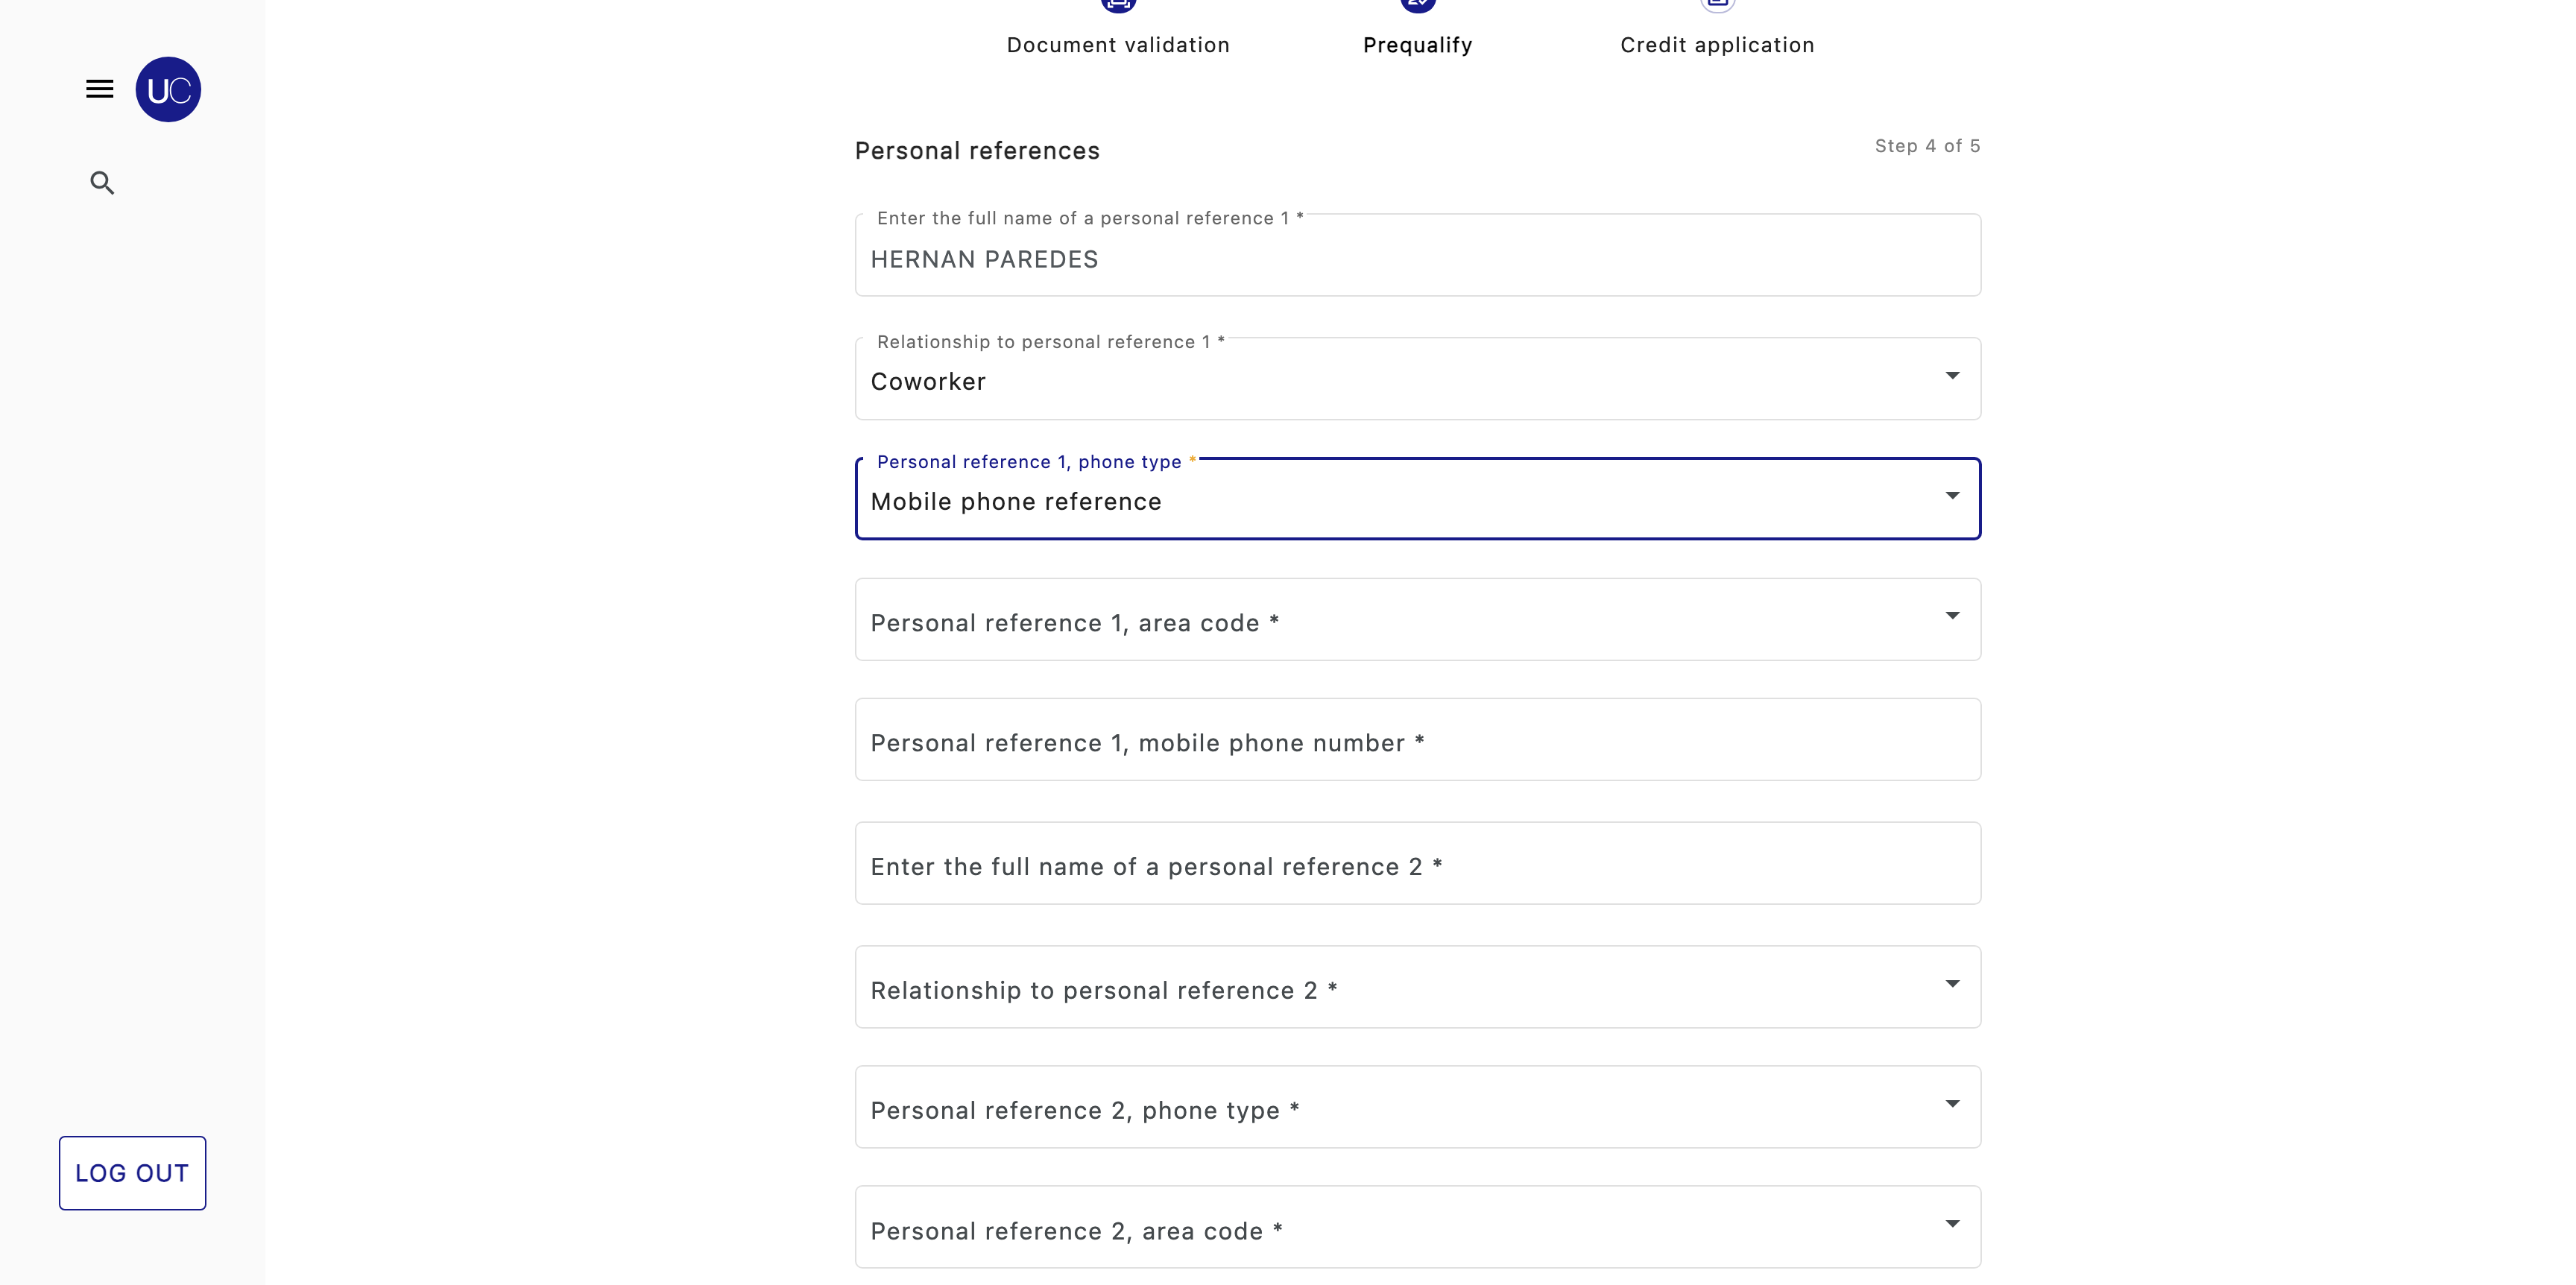 Document validation
Prequalify
Credit application
UC
Personal references
Step 4 of 5
Enter the full name of a personal reference 1 *
HERNAN PAREDES
Relationship to personal reference 1 *
Coworker
Personal reference 1, phone type *
Mobile phone reference
Personal reference 1, area code *
Personal reference 1, mobile phone number *
Enter the full name of a personal reference 2 *
Relationship to personal reference 2 *
Personal reference 2, phone type *
LOG OUT
Personal reference 2, area code *